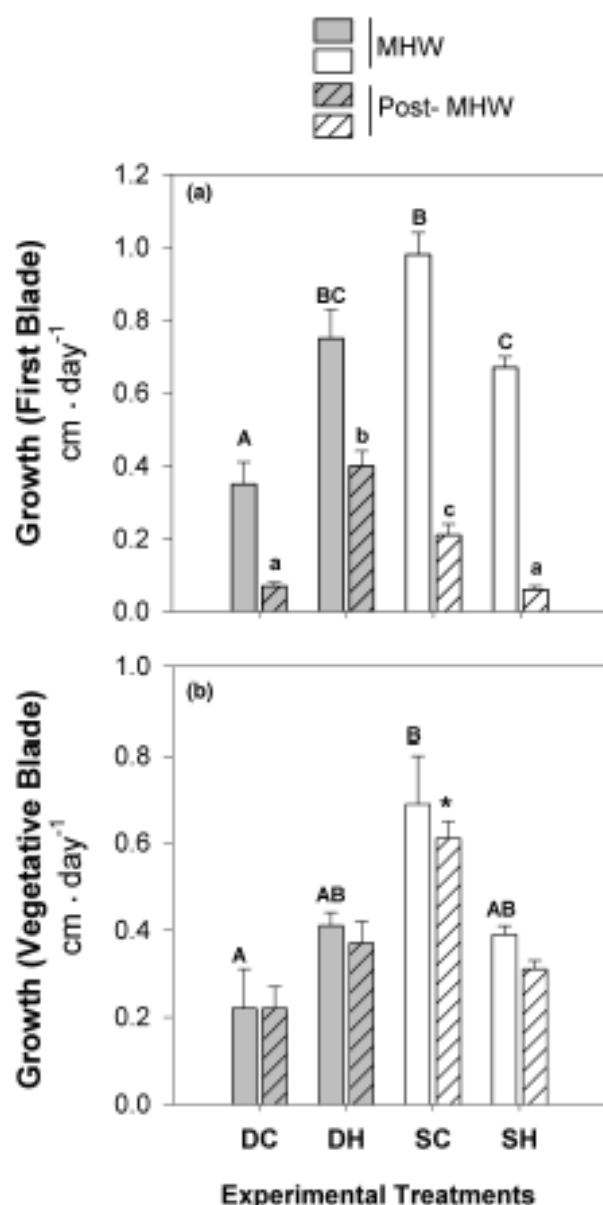 MHW
Post- MHW
(a)
Growth (First Blade)
cm · day-1
1.2
1.0
0.8
0.6
0.4
0.2
0.0
A
a
BC
b
B
c
C
a
(b)
Growth (Vegetative Blade)
cm · day-1
1.0
0.8
0.6
0.4
0.2
0.0
A
AB
B
*
AB
DC DH SC SH
Experimental Treatments